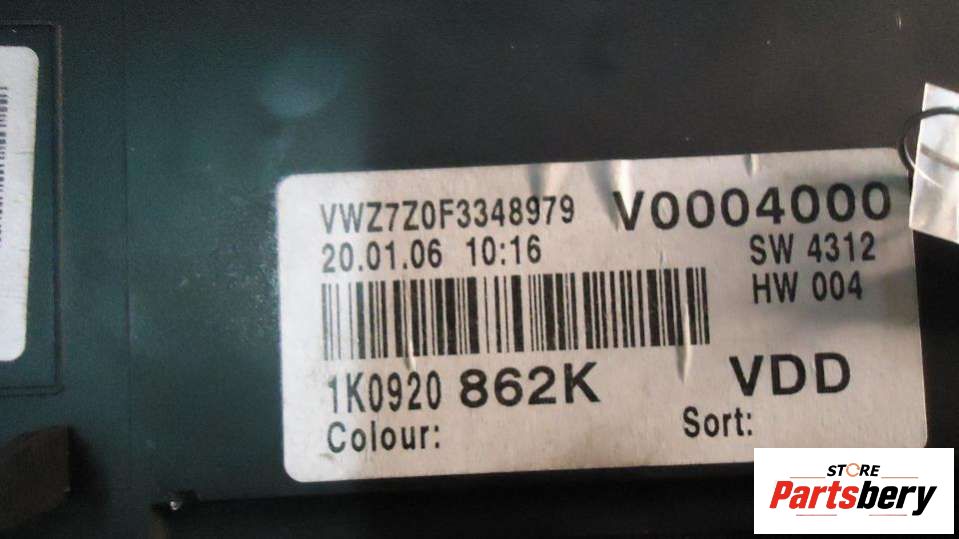 VWZ7Z0F3348979 V0004000
20.01.06 10:16 SW 4312
HW 004
1K0920 862K VDD
Colour: Sort:
STORE
Partsbery